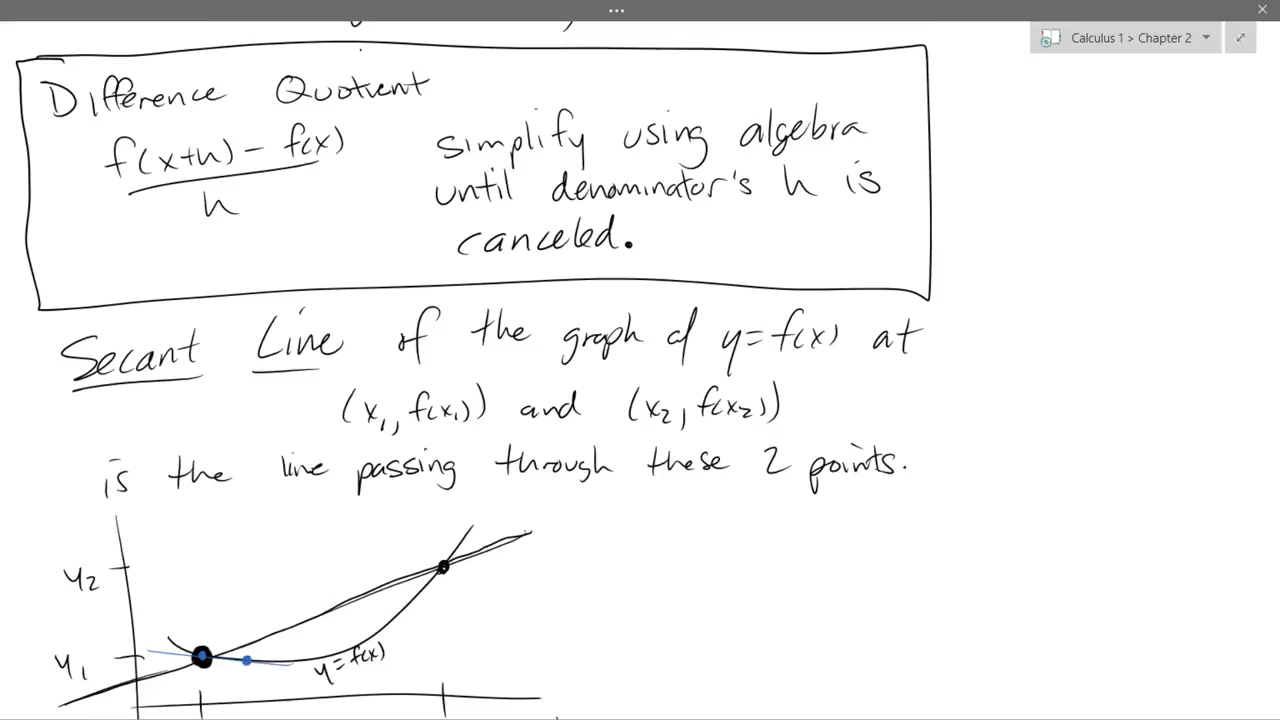 Calculus 1 > Chapter 2
Difference Quotient
f(x+h) - f(x)
h
simplify using algebra
until denominator's h is
canceled.
Secant Line of the graph of y=f(x) at
(x₁, f(x₁)) and (x₂, f(x₂))
is the line passing through these 2 points.
y₂
y₁
y=f(x)